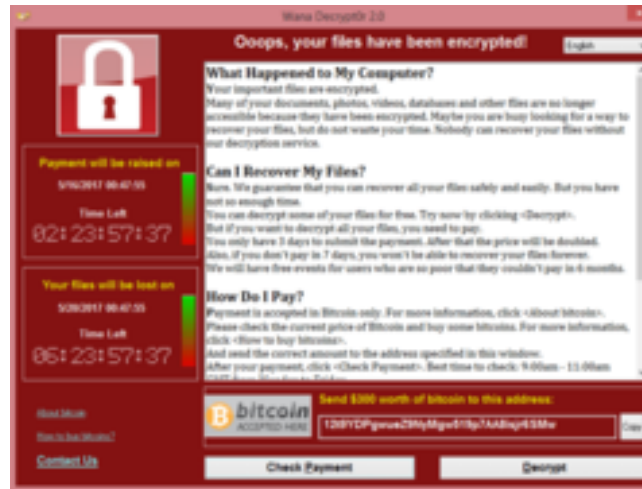 Wana Decrypt0r 2.0
Ooops, your files have been encrypted!
English
What Happened to My Computer?
Your important files are encrypted.
Many of your documents, photos, videos, databases and other files are no longer
accessible because they have been encrypted. Maybe you are busy looking for a way to
recover your files, but do not waste your time. Nobody can recover your files without
our decryption service.
Can I Recover My Files?
Sure. We guarantee that you can recover all your files safely and easily. But you have
not so enough time.
You can decrypt some of your files for free. Try now by clicking <Decrypt>.
But if you want to decrypt all your files, you need to pay.
You only have 3 days to submit the payment. After that the price will be doubled.
Also, if you don't pay in 7 days, you won't be able to recover your files forever.
We will have free events for users who are so poor that they couldn't pay in 6 months.
How Do I Pay?
Payment is accepted in Bitcoin only. For more information, click <About bitcoin>.
Please check the current price of Bitcoin and buy some bitcoins. For more information,
click <How to buy bitcoins>.
And send the correct amount to the address specified in this window.
After your payment, click <Check Payment>. Best time to check: 9:00am - 11:00am
Payment will be raised on
5/16/2017 00:47:55
Time Left
02:23:57:37
Your files will be lost on
5/20/2017 00:47:55
Time Left
06:23:57:37
About bitcoin
How to buy bitcoins?
Contact Us
bitcoin
ACCEPTED HERE
Send $300 worth of bitcoin to this address:
Copy
Check Payment
Decrypt